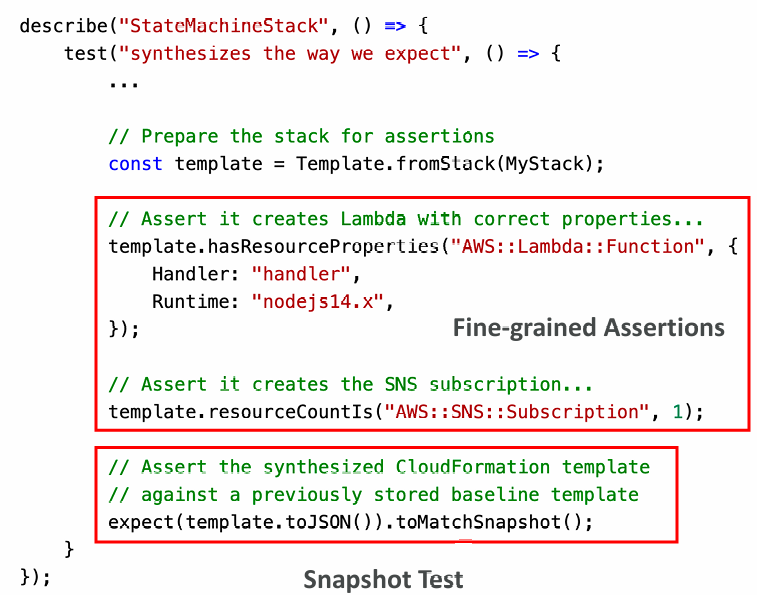 describe("StateMachineStack", () => {
    test("synthesizes the way we expect", () => {
        ...

        // Prepare the stack for assertions
        const template = Template.fromStack(MyStack);

        // Assert it creates Lambda with correct properties...
        template.hasResourceProperties("AWS::Lambda::Function", {
            Handler: "handler",
            Runtime: "nodejs14.x",
        });
Fine-grained Assertions

        // Assert it creates the SNS subscription...
        template.resourceCountIs("AWS::SNS::Subscription", 1);

        // Assert the synthesized CloudFormation template
        // against a previously stored baseline template
        expect(template.toJSON()).toMatchSnapshot();
    }
});
Snapshot Test